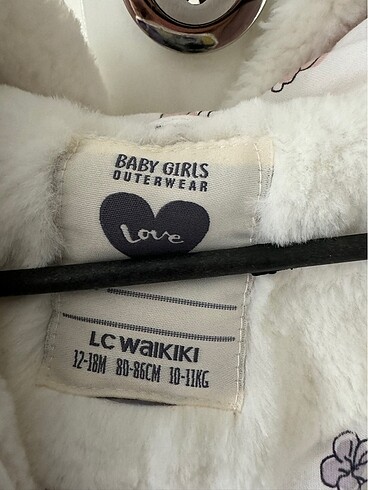 BABY GIRLS
OUTERWEAR
Love
LC WAIKIKI
12-18M 80-86CM 10-11KG